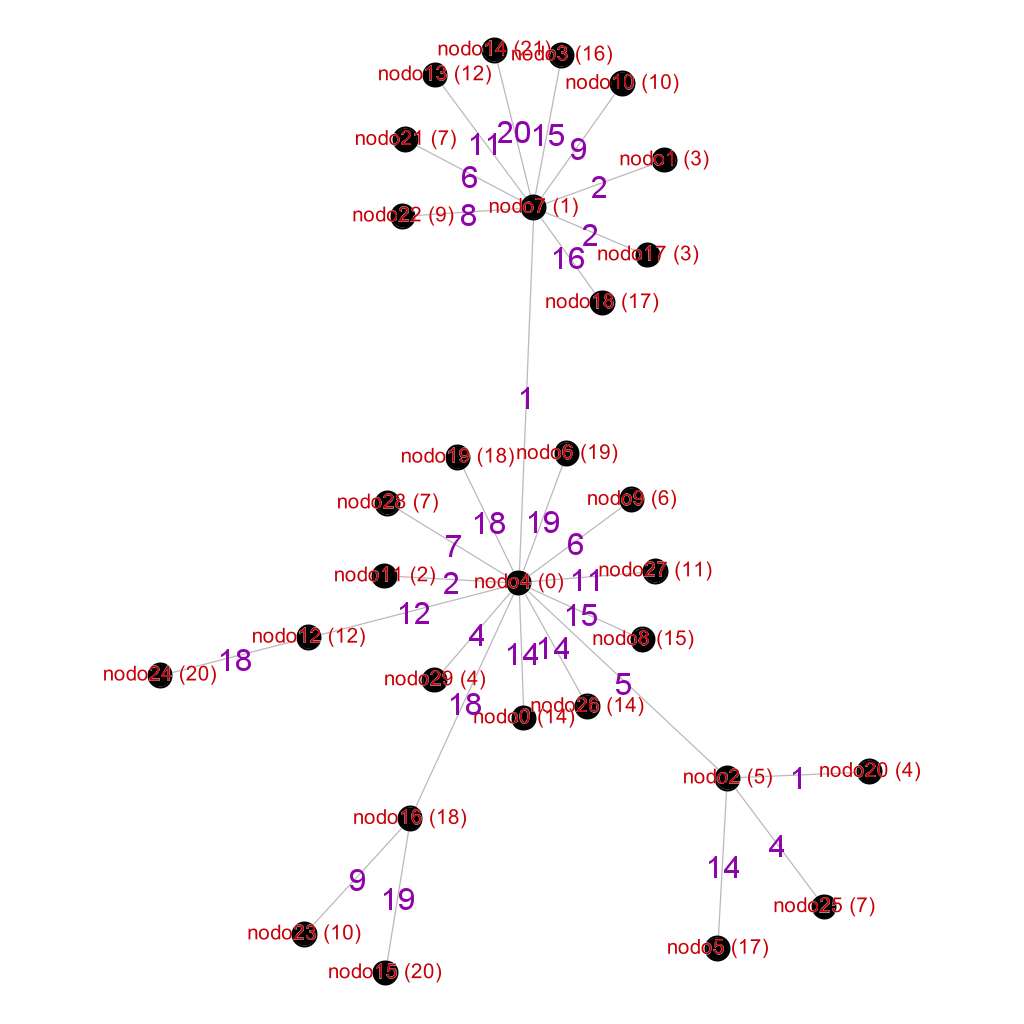 nodo14 (21)
nodo3 (16)
nodo13 (12)
nodo10 (10)
20
15
nodo21 (7)
11
9
nodo1 (3)
6
2
nodo7 (1)
nodo22 (9)
8
2
16
nodo17 (3)
nodo18 (17)
1
nodo19 (18)
nodo6 (19)
nodo28 (7)
nodo9 (6)
18
19
7
6
nodo11 (2)
2
nodo4 (0)
11
nodo27 (11)
12
15
nodo12 (12)
4
nodo8 (15)
18
14
14
nodo24 (20)
nodo29 (4)
5
18
nodo0 (14)
nodo26 (14)
nodo2 (5)
1
nodo20 (4)
nodo16 (18)
4
14
9
19
nodo25 (7)
nodo23 (10)
nodo5 (17)
nodo15 (20)